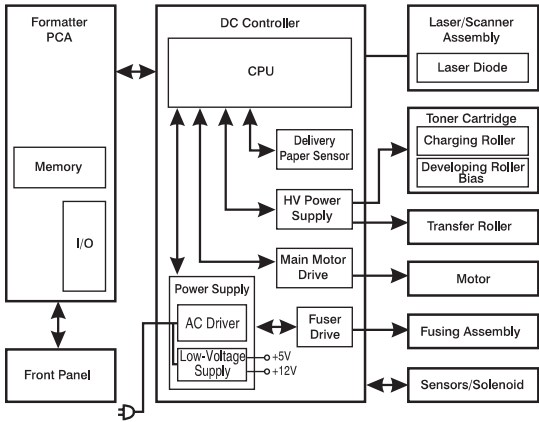 Formatter
PCA
Memory
I/O
Front Panel
DC Controller
CPU
Delivery
Paper Sensor
HV Power
Supply
Main Motor
Drive
Power Supply
AC Driver
Low-Voltage
Supply
+5V
+12V
Fuser
Drive
Laser/Scanner
Assembly
Laser Diode
Toner Cartridge
Charging Roller
Developing Roller
Bias
Transfer Roller
Motor
Fusing Assembly
Sensors/Solenoid